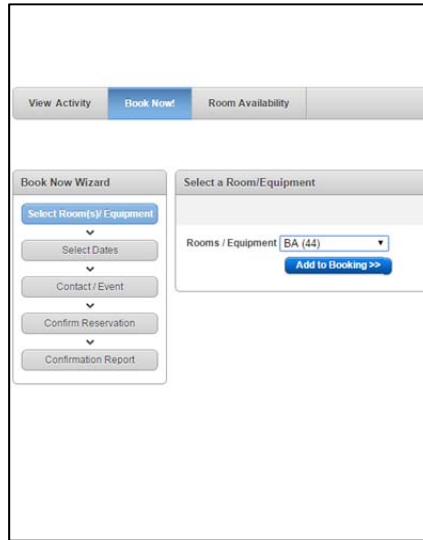 View Activity
Book Now!
Room Availability
Book Now Wizard
Select Room(s)/ Equipment
Select Dates
Contact / Event
Confirm Reservation
Confirmation Report
Select a Room/Equipment
Rooms / Equipment BA (44)
Add to Booking >>